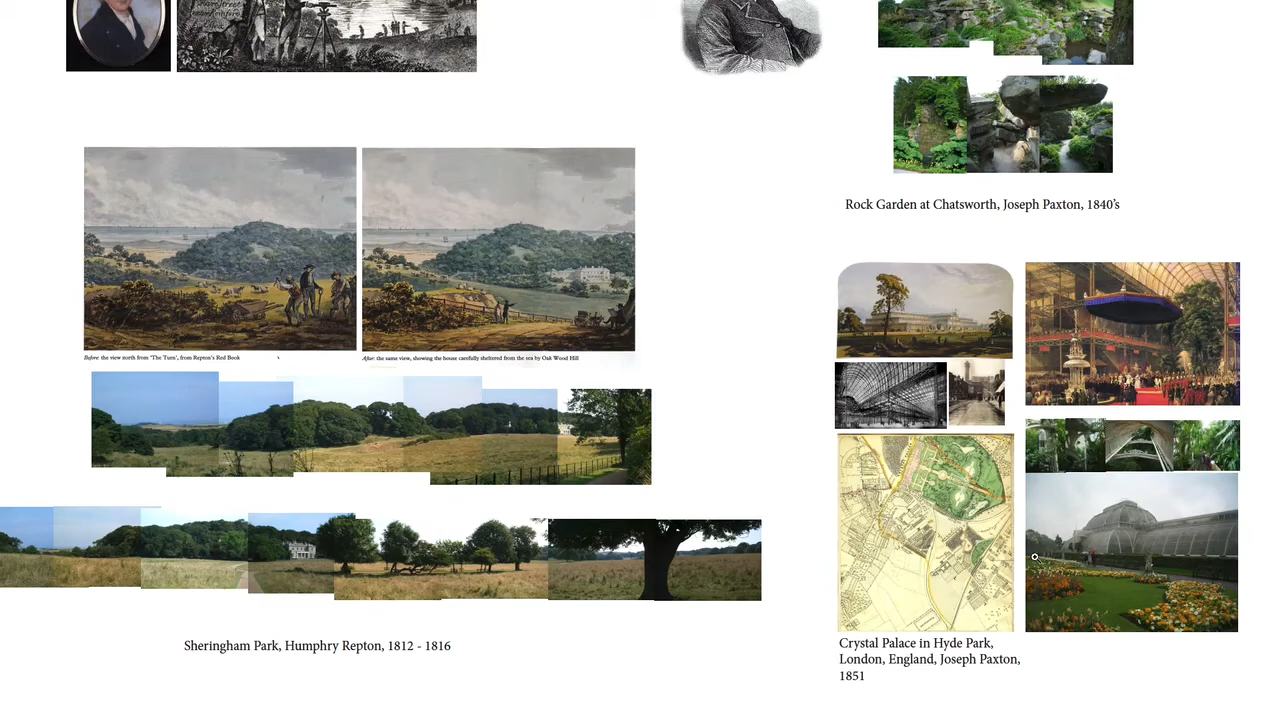 Before: the view north from 'The Turn', from Repton's Red Book
After: the same view, showing the house carefully sheltered from the sea by Oak Wood Hill
Sheringham Park, Humphry Repton, 1812 - 1816
Rock Garden at Chatsworth, Joseph Paxton, 1840's
Crystal Palace in Hyde Park,
London, England, Joseph Paxton,
1851